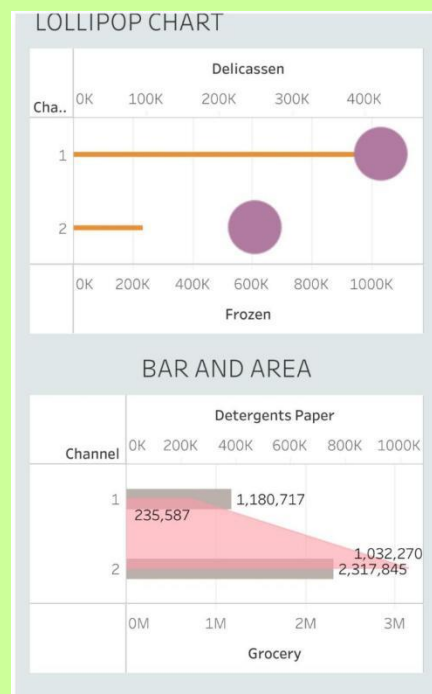 LOLLIPOP CHART
Delicassen
Cha.. 0K 100K 200K 300K 400K
1
2
0K 200K 400K 600K 800K 1000K
Frozen
BAR AND AREA
Detergents Paper
Channel 0K 200K 400K 600K 800K 1000K
1 1,180,717
235,587
1,032,270
2 2,317,845
0M 1M 2M 3M
Grocery